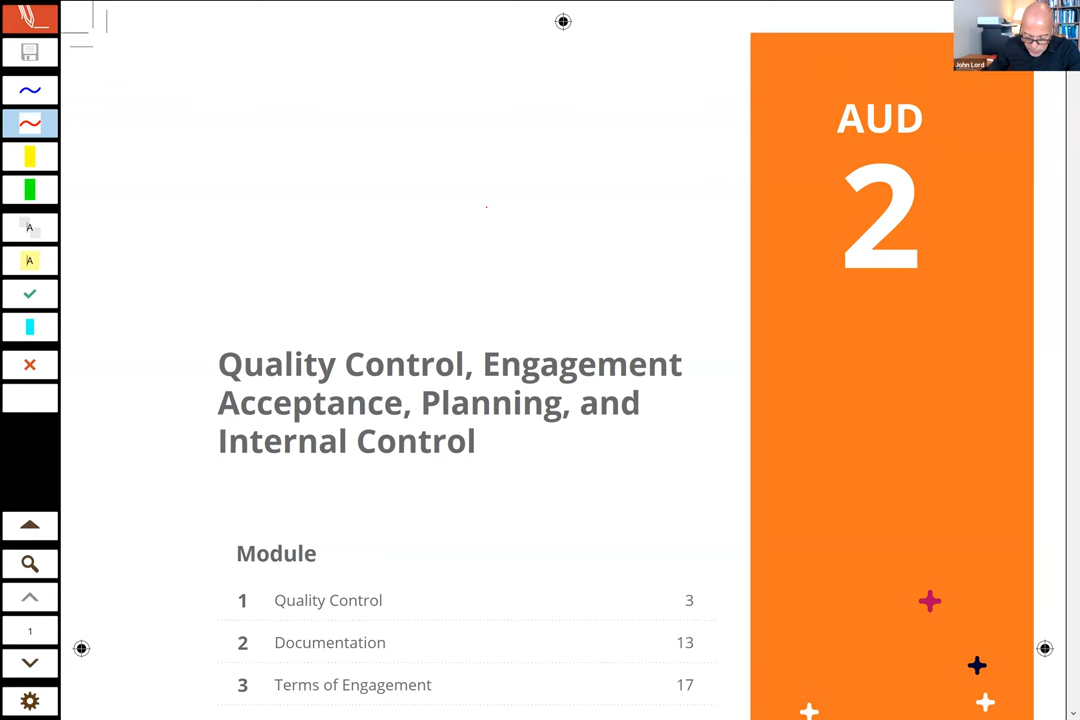 John Lord
AUD
2
Quality Control, Engagement
Acceptance, Planning, and
Internal Control
Module
1 Quality Control 3
2 Documentation 13
3 Terms of Engagement 17
A
A
1